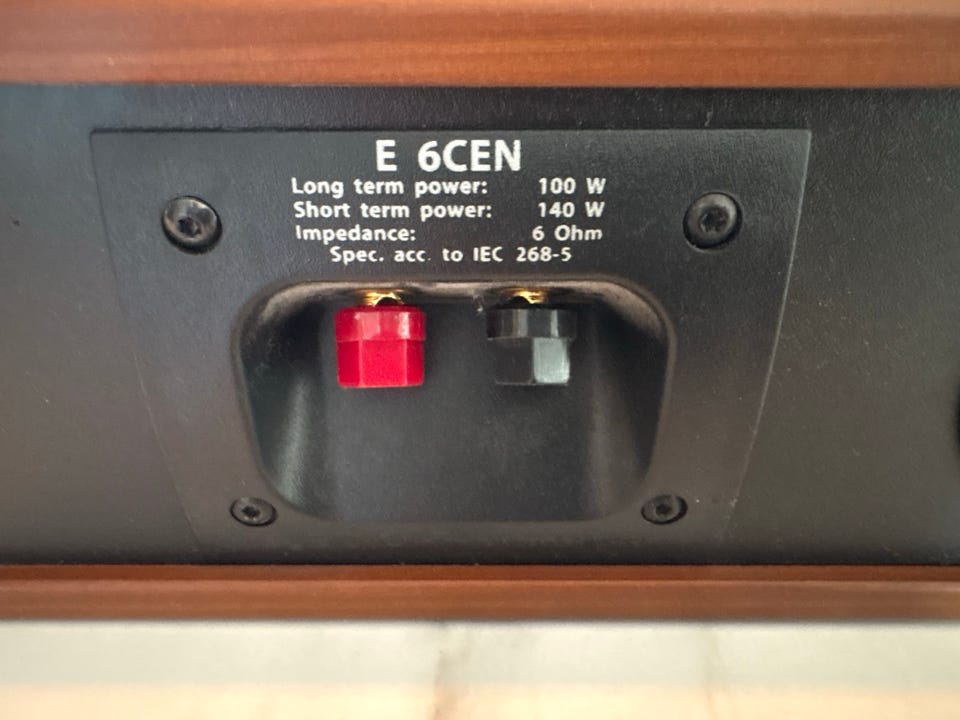 E 6CEN
Long term power: 100 W
Short term power: 140 W
Impedance: 6 Ohm
Spec. acc. to IEC 268-5